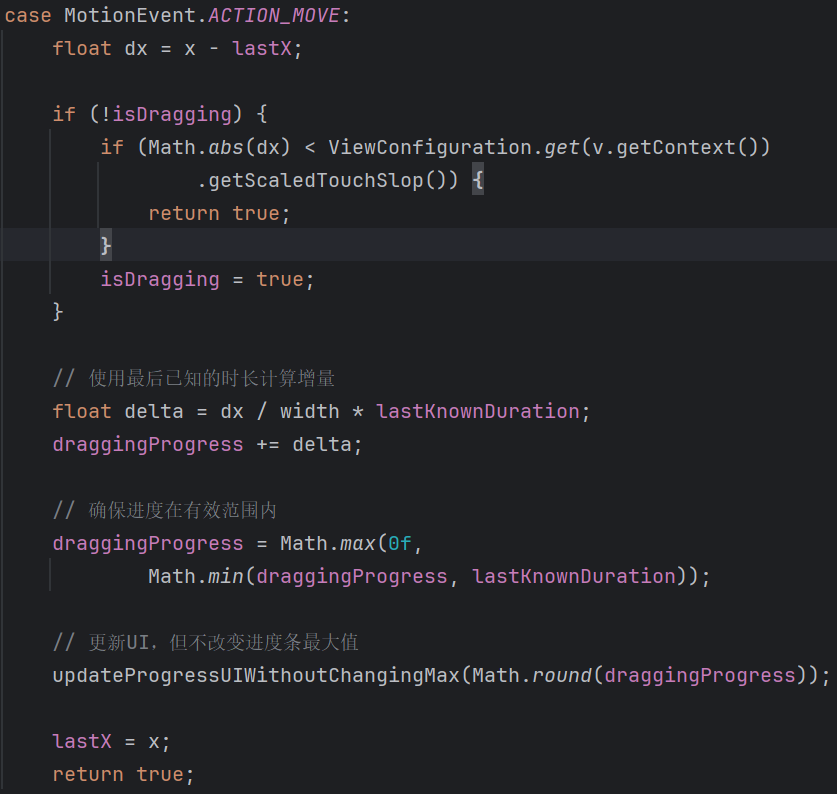 case MotionEvent.ACTION_MOVE:
    float dx = x - lastX;

    if (!isDragging) {
        if (Math.abs(dx) < ViewConfiguration.get(v.getContext())
                .getScaledTouchSlop()) {
            return true;
        }
        isDragging = true;
    }

    // 使用最后已知的时长计算增量
    float delta = dx / width * lastKnownDuration;
    draggingProgress += delta;

    // 确保进度在有效范围内
    draggingProgress = Math.max(0f,
            Math.min(draggingProgress, lastKnownDuration));

    // 更新UI，但不改变进度条最大值
    updateProgressUIWithoutChangingMax(Math.round(draggingProgress));

    lastX = x;
    return true;